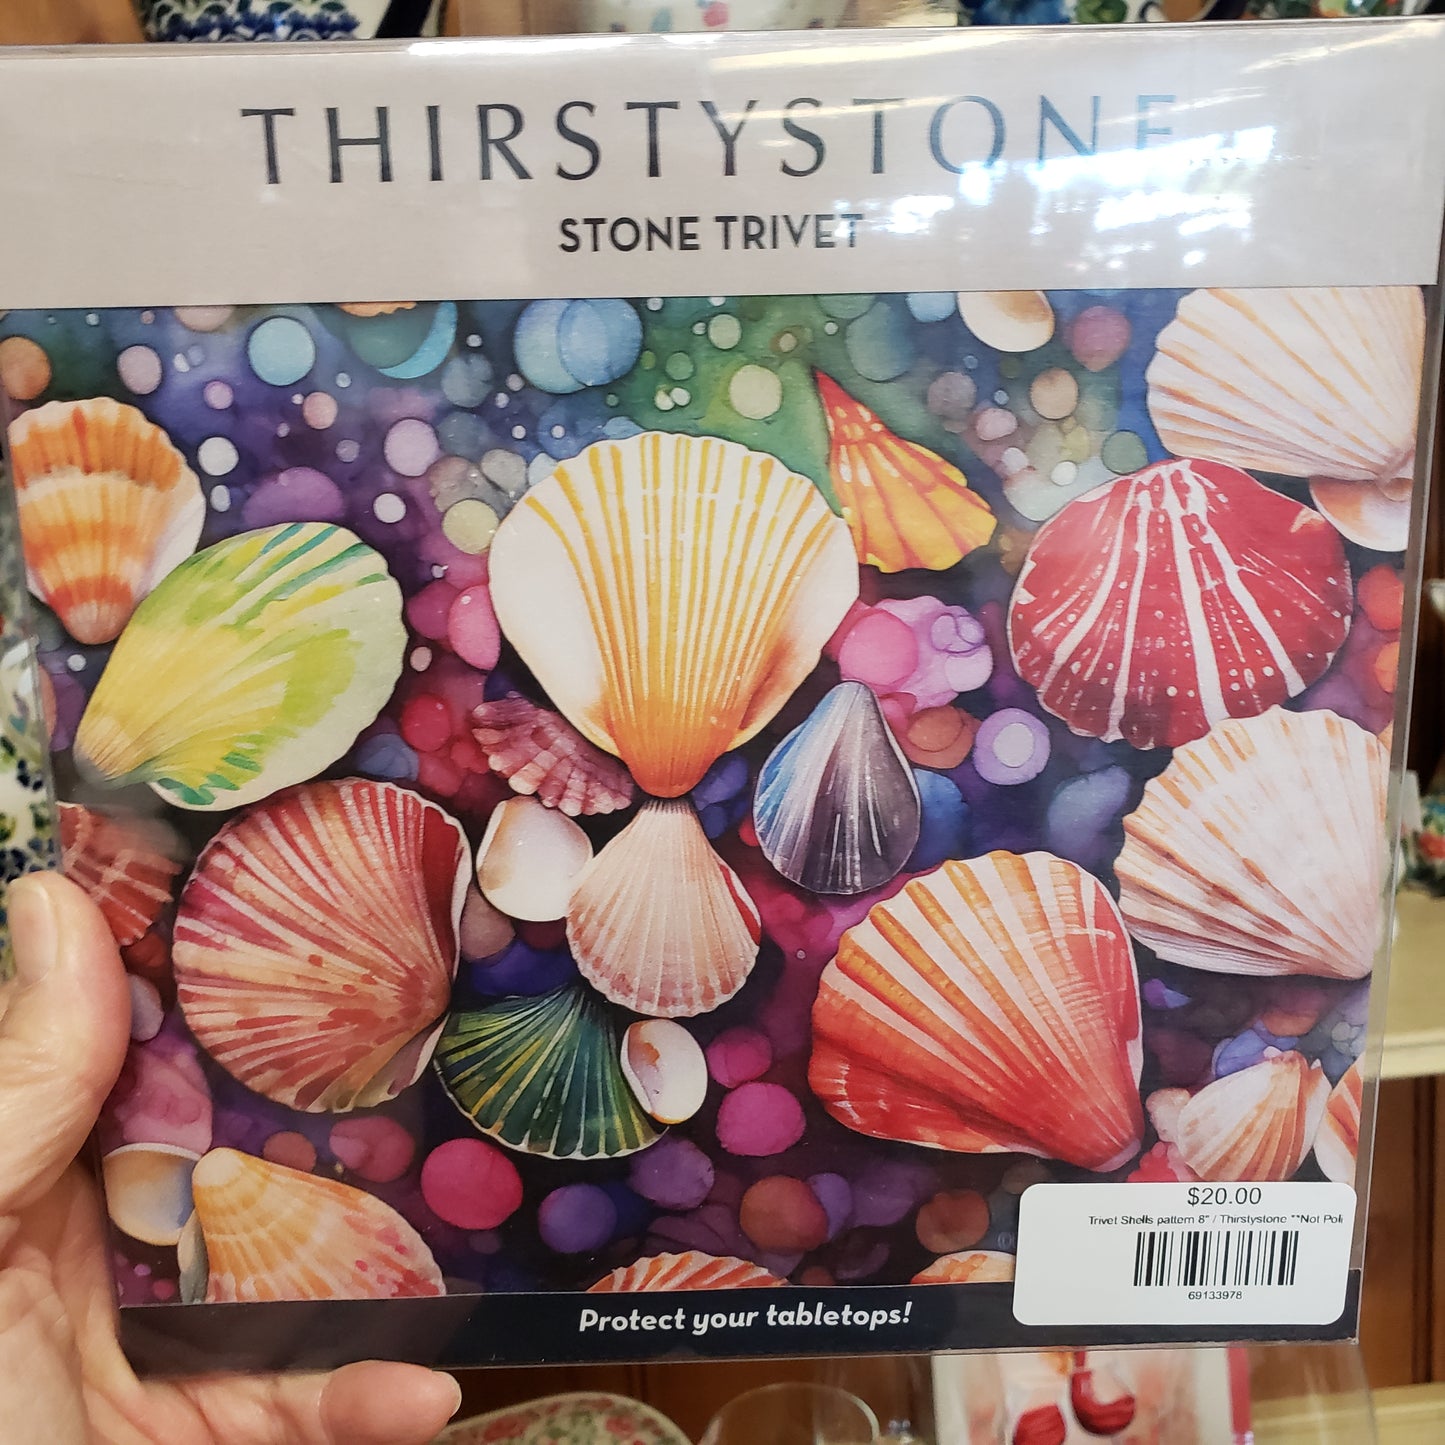 THIRSTYSTONE
STONE TRIVET
$20.00
Trivet Shells pattern 8" / Thirstystone **Not Poli
69133978
Protect your tabletops!